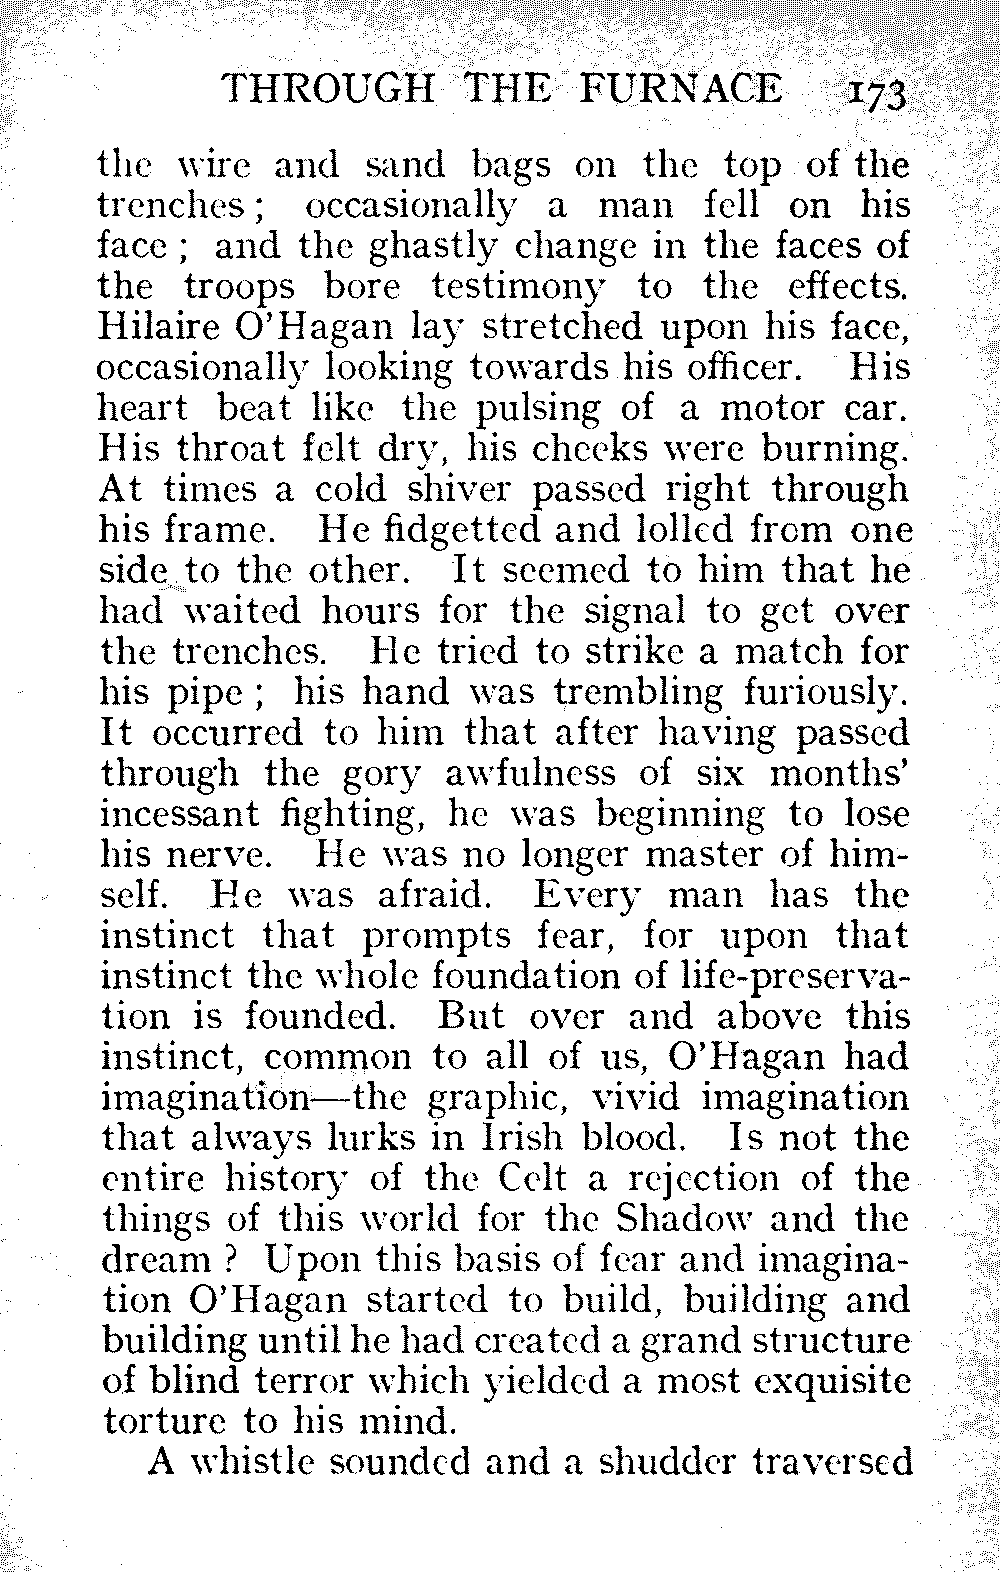 THROUGH THE FURNACE 173
the wire and sand bags on the top of the
trenches ; occasionally a man fell on his
face ; and the ghastly change in the faces of
the troops bore testimony to the effects.
Hilaire O'Hagan lay stretched upon his face,
occasionally looking towards his officer. His
heart beat like the pulsing of a motor car.
His throat felt dry, his cheeks were burning.
At times a cold shiver passed right through
his frame. He fidgetted and lolled from one
side to the other. It seemed to him that he
had waited hours for the signal to get over
the trenches. He tried to strike a match for
his pipe ; his hand was trembling furiously.
It occurred to him that after having passed
through the gory awfulness of six months'
incessant fighting, he was beginning to lose
his nerve. He was no longer master of him-
self. He was afraid. Every man has the
instinct that prompts fear, for upon that
instinct the whole foundation of life-preserva-
tion is founded. But over and above this
instinct, common to all of us, O'Hagan had
imagination—the graphic, vivid imagination
that always lurks in Irish blood. Is not the
entire history of the Celt a rejection of the
things of this world for the Shadow and the
dream ? Upon this basis of fear and imagina-
tion O'Hagan started to build, building and
building until he had created a grand structure
of blind terror which yielded a most exquisite
torture to his mind.
A whistle sounded and a shudder traversed